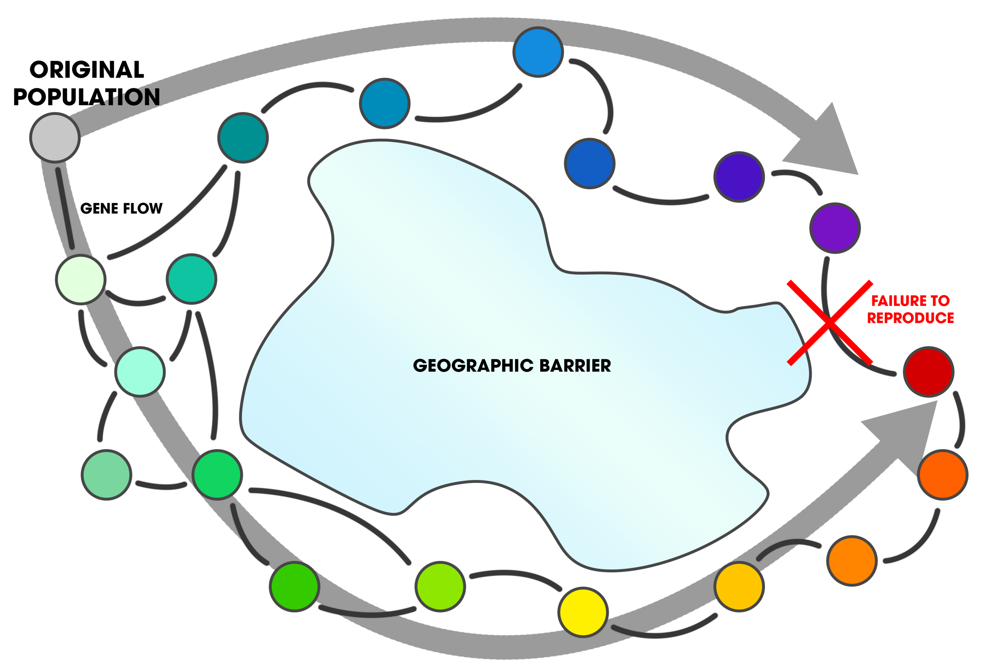 ORIGINAL
POPULATION
GENE FLOW
GEOGRAPHIC BARRIER
FAILURE TO
REPRODUCE